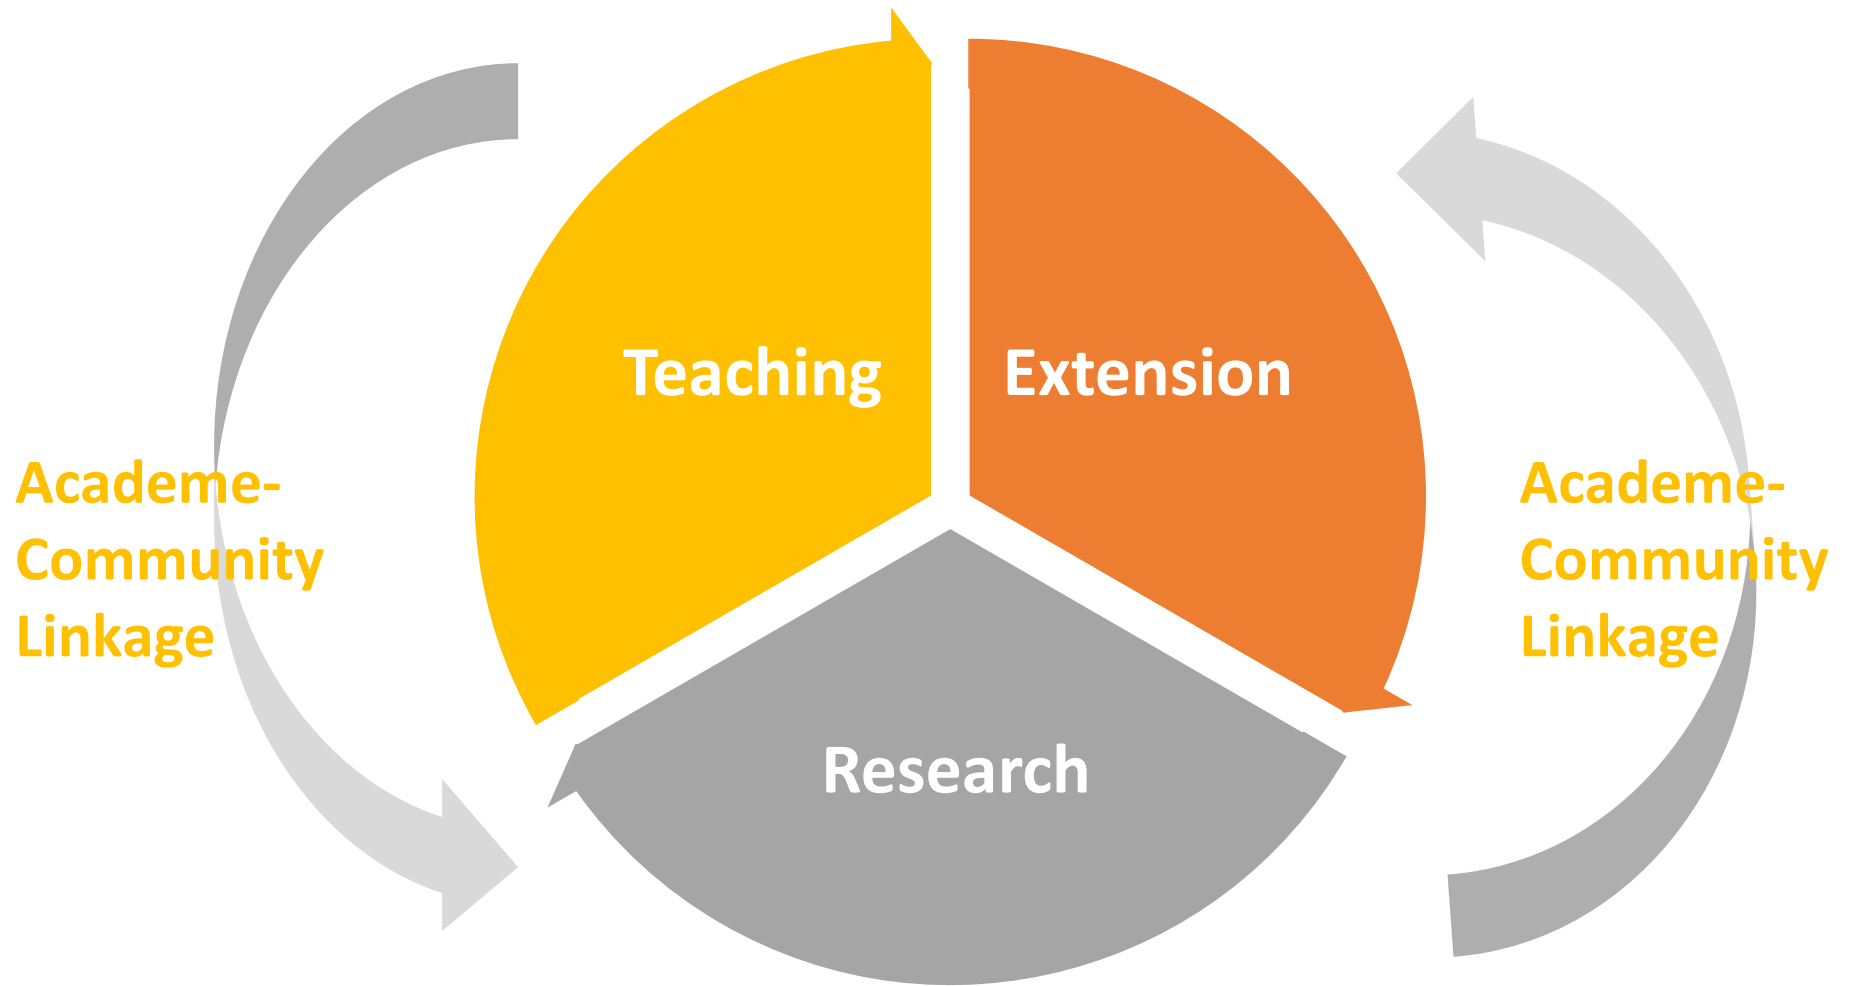 Teaching
Extension
Academe-
Community
Linkage
Academe-
Community
Linkage
Research